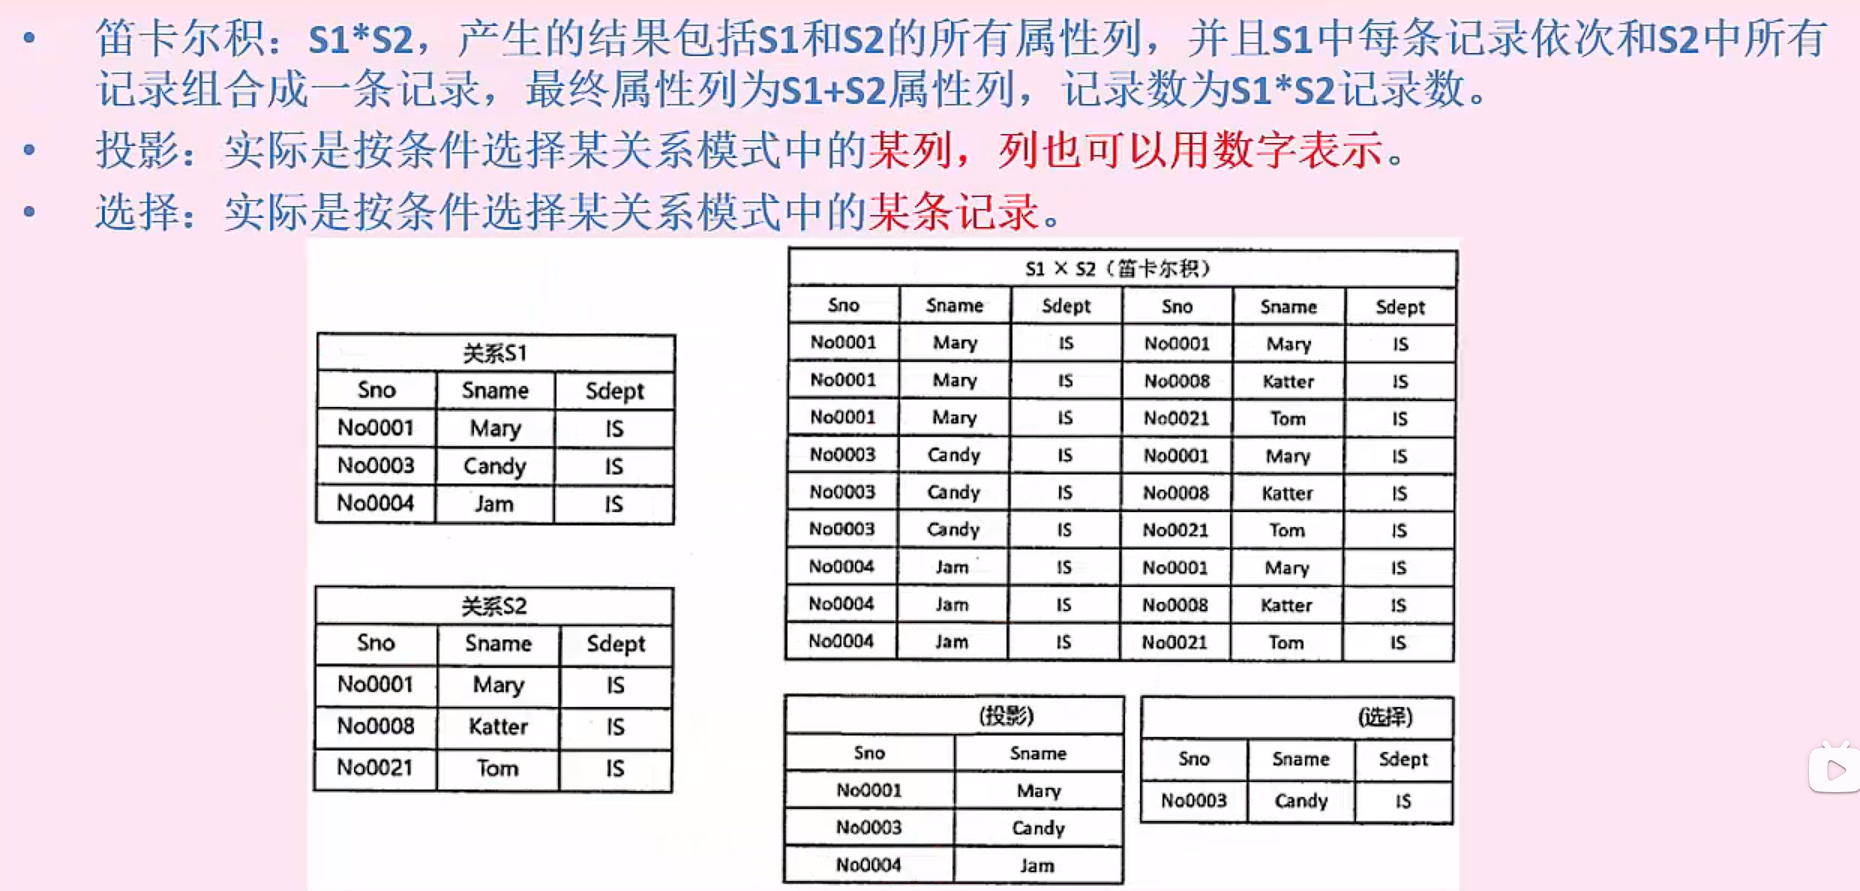 • 笛卡尔积：S1*S2，产生的结果包括S1和S2的所有属性列，并且S1中每条记录依次和S2中所有
记录组合成一条记录，最终属性列为S1+S2属性列，记录数为S1*S2记录数。
• 投影：实际是按条件选择某关系模式中的某列，列也可以用数字表示。
• 选择：实际是按条件选择某关系模式中的某条记录。
关系S1
Sno Sname Sdept
No0001 Mary IS
No0003 Candy IS
No0004 Jam IS
关系S2
Sno Sname Sdept
No0001 Mary IS
No0008 Katter IS
No0021 Tom IS
S1 × S2（笛卡尔积）
Sno Sname Sdept Sno Sname Sdept
No0001 Mary IS No0001 Mary IS
No0001 Mary IS No0008 Katter IS
No0001 Mary IS No0021 Tom IS
No0003 Candy IS No0001 Mary IS
No0003 Candy IS No0008 Katter IS
No0003 Candy IS No0021 Tom IS
No0004 Jam IS No0001 Mary IS
No0004 Jam IS No0008 Katter IS
No0004 Jam IS No0021 Tom IS
(投影)
Sno Sname
No0001 Mary
No0003 Candy
No0004 Jam
(选择)
Sno Sname Sdept
No0003 Candy IS